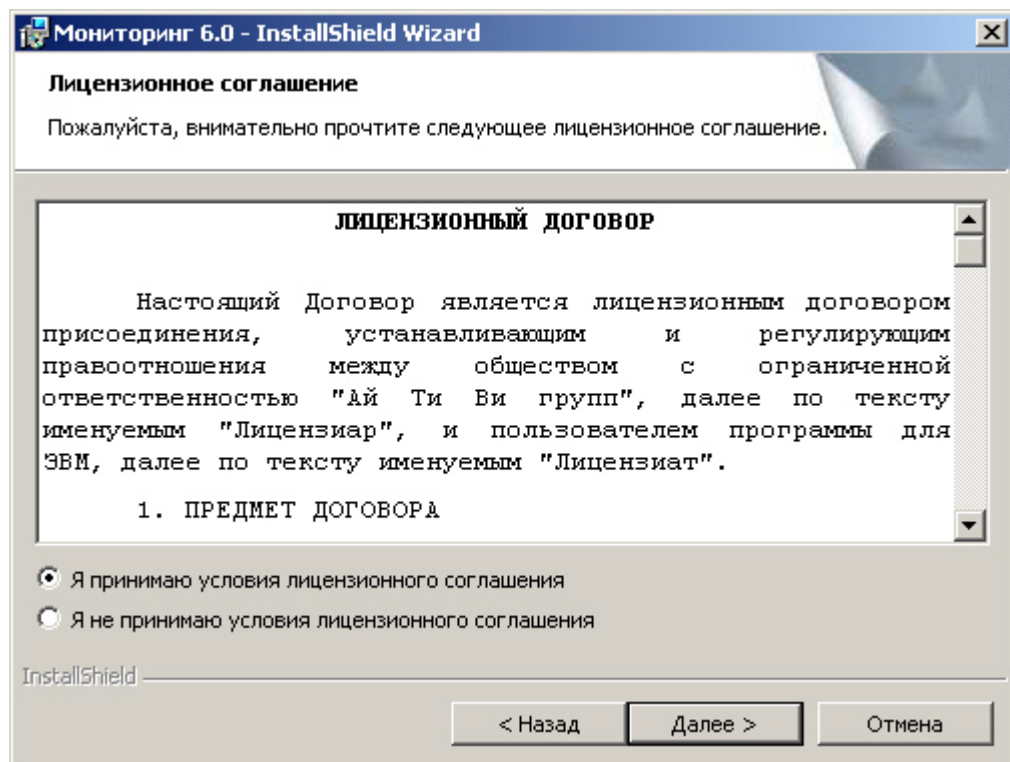 Мониторинг 6.0 - InstallShield Wizard
Лицензионное соглашение
Пожалуйста, внимательно прочтите следующее лицензионное соглашение.
ЛИЦЕНЗИОННЫЙ ДОГОВОР
Настоящий Договор является лицензионным договором
присоединения, устанавливающим и регулирующим
правоотношения между обществом с ограниченной
ответственностью "Ай Ти Ви групп", далее по тексту
именуемым "Лицензиар", и пользователем программы для
ЭВМ, далее по тексту именуемым "Лицензиат".
1. ПРЕДМЕТ ДОГОВОРА
Я принимаю условия лицензионного соглашения
Я не принимаю условия лицензионного соглашения
InstallShield
< Назад
Далее >
Отмена